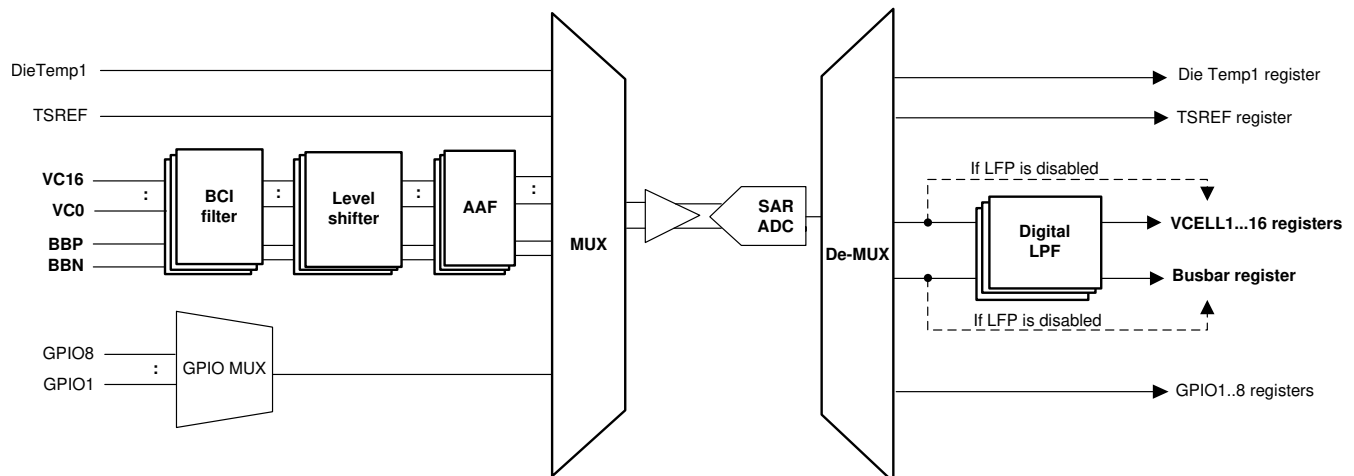 DieTemp1
TSREF
VC16
:
VC0
BBP
BBN
BCI
filter
:
Level
shifter
:
AAF
:
GPIO8
:
GPIO1
GPIO MUX
MUX
SAR
ADC
De-MUX
Die Temp1 register
TSREF register
If LFP is disabled
Digital
LPF
VCELL1...16 registers
Busbar register
If LFP is disabled
GPIO1..8 registers